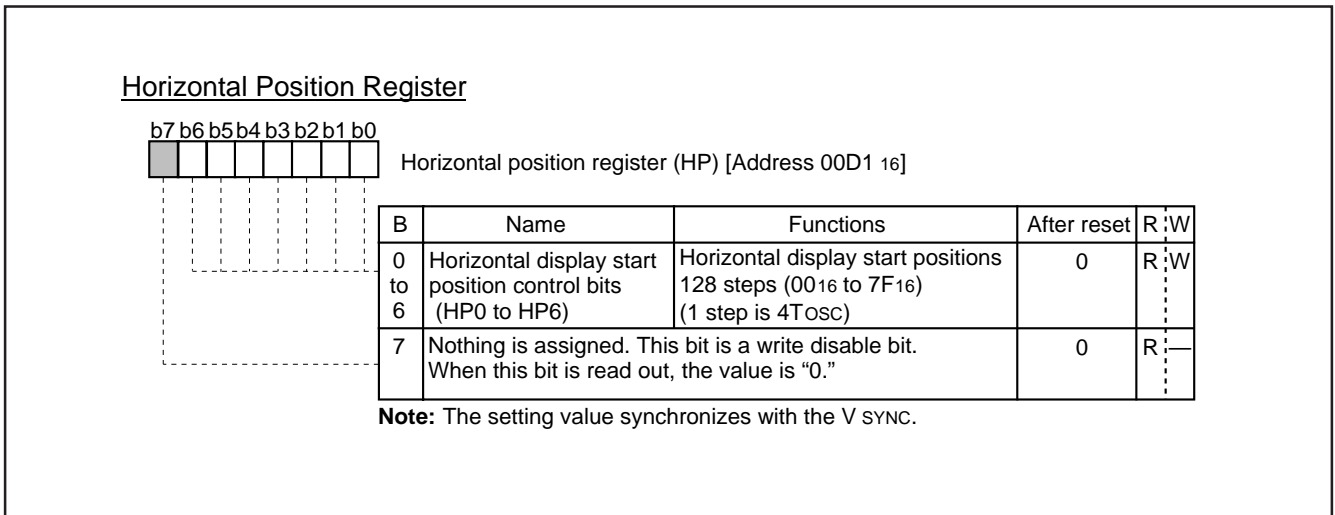 Horizontal Position Register
b7 b6 b5 b4 b3 b2 b1 b0
Horizontal position register (HP) [Address 00D1 16]
B Name Functions After reset R W
0 to 6 Horizontal display start position control bits (HP0 to HP6) Horizontal display start positions 128 steps (0016 to 7F16) (1 step is 4TOSC) 0 R W
7 Nothing is assigned. This bit is a write disable bit. When this bit is read out, the value is “0.” 0 R —
Note: The setting value synchronizes with the V SYNC.